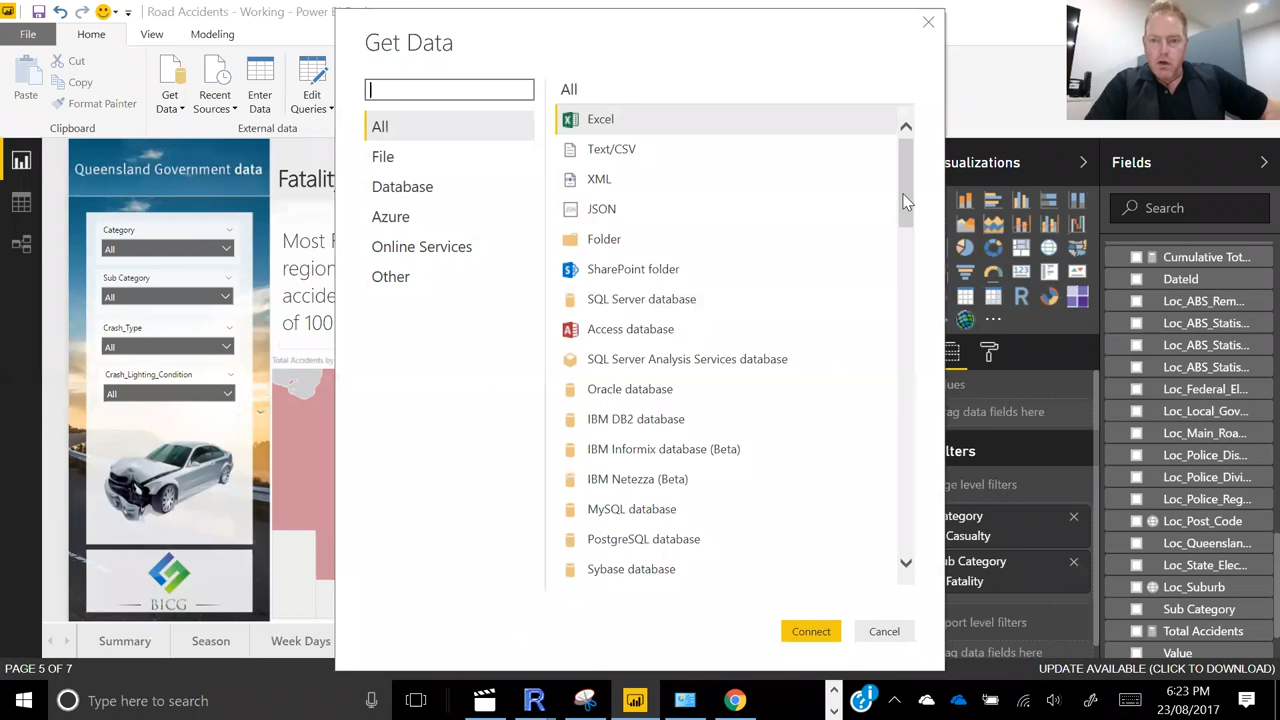 Road Accidents - Working - Power BI
File
Home
View
Modeling
Paste
Cut
Copy
Format Painter
Clipboard
Get Data
Recent Sources
Enter Data
Edit Queries
External data
Get Data
All
File
Database
Azure
Online Services
Other
All
Excel
Text/CSV
XML
JSON
Folder
SharePoint folder
SQL Server database
Access database
SQL Server Analysis Services database
Oracle database
IBM DB2 database
IBM Informix database (Beta)
IBM Netezza (Beta)
MySQL database
PostgreSQL database
Sybase database
Connect
Cancel
Queensland Government data
Category
All
Sub Category
All
Crash_Type
All
Crash_Lighting_Condition
All
BICG
Fatality
Most F
region
accide
of 100
Total Accidents by
sualizations
ues
ag data fields here
lters
ge level filters
ategory
Casualty
b Category
Fatality
ort level filters
ag data fields here
Fields
Search
Cumulative Tot...
DateId
Loc_ABS_Rem...
Loc_ABS_Statis...
Loc_ABS_Statis...
Loc_ABS_Statis...
Loc_Federal_El...
Loc_Local_Gov...
Loc_Main_Roa...
Loc_Police_Dis...
Loc_Police_Divi...
Loc_Police_Reg...
Loc_Post_Code
Loc_Queenslan...
Loc_State_Elec...
Loc_Suburb
Sub Category
Total Accidents
Value
Summary
Season
Week Days
PAGE 5 OF 7
UPDATE AVAILABLE (CLICK TO DOWNLOAD)
Type here to search
6:23 PM
23/08/2017